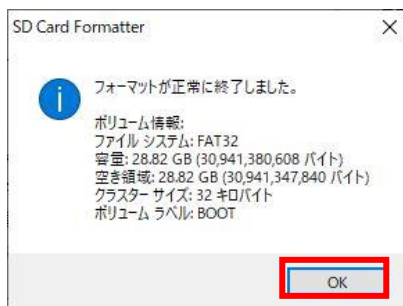 SD Card Formatter
フォーマットが正常に終了しました。
ボリューム情報:
ファイル システム: FAT32
容量: 28.82 GB (30,941,380,608 バイト)
空き領域: 28.82 GB (30,941,347,840 バイト)
クラスター サイズ: 32 キロバイト
ボリューム ラベル: BOOT
OK